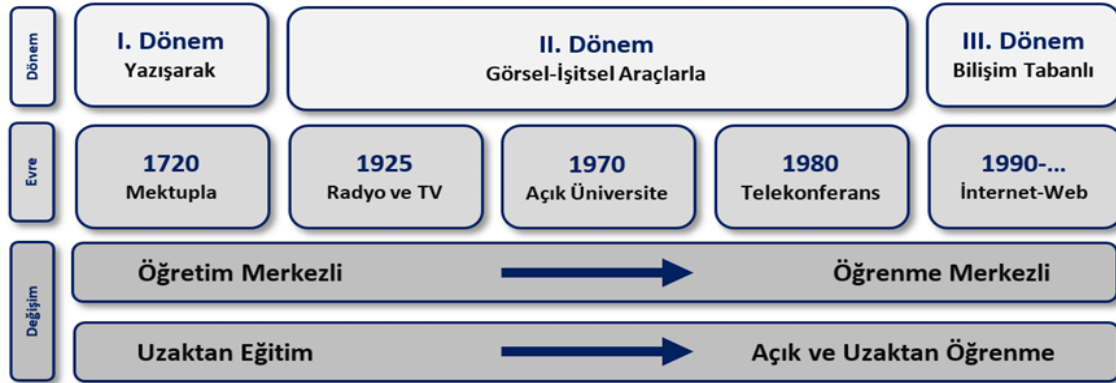 Dönem
I. Dönem
Yazışarak
II. Dönem
Görsel-İşitsel Araçlarla
III. Dönem
Bilişim Tabanlı
Evre
1720
Mektupla
1925
Radyo ve TV
1970
Açık Üniversite
1980
Telekonferans
1990-...
İnternet-Web
Değişim
Öğretim Merkezli
Öğrenme Merkezli
Uzaktan Eğitim
Açık ve Uzaktan Öğrenme